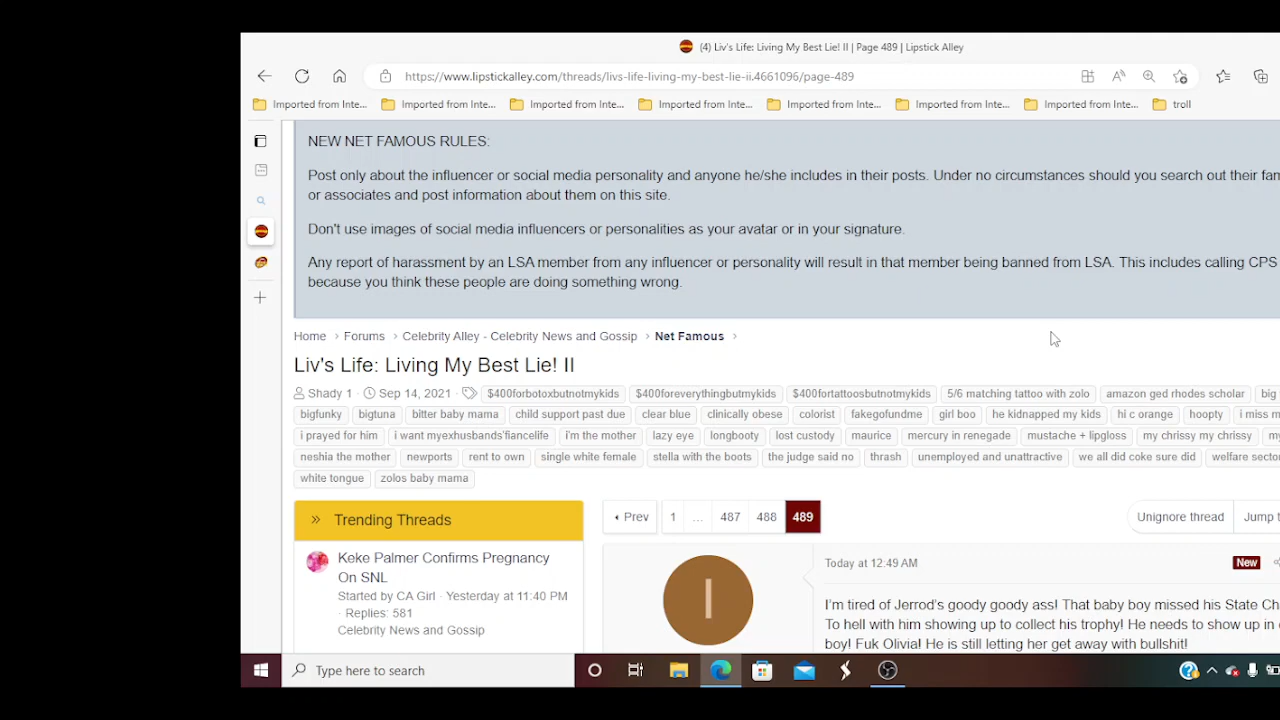 (4) Liv's Life: Living My Best Lie! II | Page 489 | Lipstick Alley
https://www.lipstickalley.com/threads/livs-life-living-my-best-lie-ii.4661096/page-489
Imported from Inte... Imported from Inte... Imported from Inte... Imported from Inte... Imported from Inte... Imported from Inte... Imported from Inte... troll
NEW NET FAMOUS RULES:
Post only about the influencer or social media personality and anyone he/she includes in their posts. Under no circumstances should you search out their fam
or associates and post information about them on this site.
Don't use images of social media influencers or personalities as your avatar or in your signature.
Any report of harassment by an LSA member from any influencer or personality will result in that member being banned from LSA. This includes calling CPS
because you think these people are doing something wrong.
Home › Forums › Celebrity Alley - Celebrity News and Gossip › Net Famous ›
Liv's Life: Living My Best Lie! II
Shady 1 · Sep 14, 2021 · $400forbotoxbutnotmykids $400foreverythingbutmykids $400fortattoosbutnotmykids 5/6 matching tattoo with zolo amazon ged rhodes scholar big
bigfunky bigtuna bitter baby mama child support past due clear blue clinically obese colorist fakegofundme girl boo he kidnapped my kids hi c orange hoopty i miss m
i prayed for him i want myexhusbands'fiancelife i'm the mother lazy eye longbooty lost custody maurice mercury in renegade mustache + lipgloss my chrissy my chrissy my
neshia the mother newports rent to own single white female stella with the boots the judge said no thrash unemployed and unattractive we all did coke sure did welfare secto
white tongue zolos baby mama
Trending Threads
Keke Palmer Confirms Pregnancy
On SNL
Started by CA Girl · Yesterday at 11:40 PM
· Replies: 581
Celebrity News and Gossip
Prev 1 ... 487 488 489
Unignore thread Jump t
I
Today at 12:49 AM New
I'm tired of Jerrod's goody goody ass! That baby boy missed his State Ch
To hell with him showing up to collect his trophy! He needs to show up in
boy! Fuk Olivia! He is still letting her get away with bullshit!
Type here to search